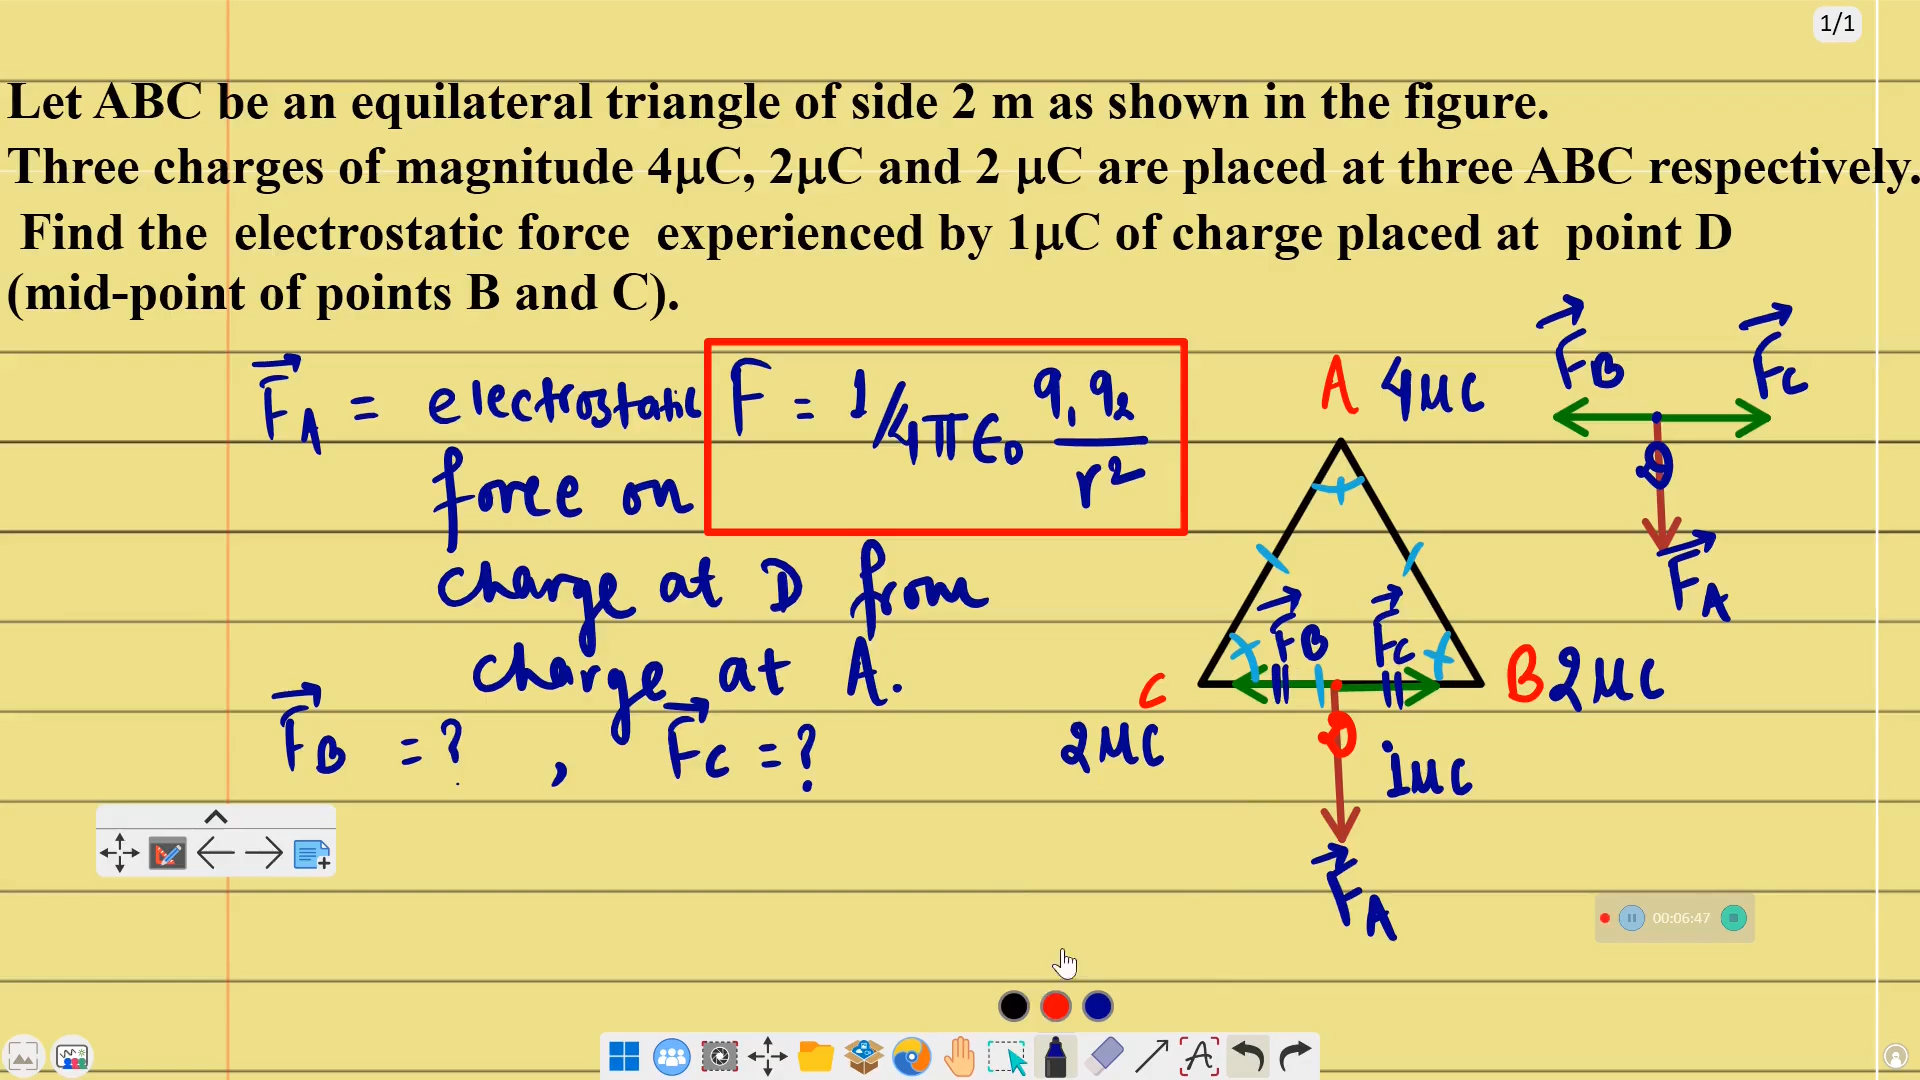 1/1
Let ABC be an equilateral triangle of side 2 m as shown in the figure.
Three charges of magnitude 4μC, 2μC and 2 μC are placed at three ABC respectively.
Find the electrostatic force experienced by 1μC of charge placed at point D
(mid-point of points B and C).
F⃗A = electrostatic
force on
charge at D from
charge at A.
F⃗B = ? , F⃗C = ?
F = 1/4πϵ0 q1q2/r²
A 4μC
F⃗B F⃗C
D
F⃗A
F⃗B F⃗C
C
2μC
B 2μC
D
1μC
F⃗A
00:06:47